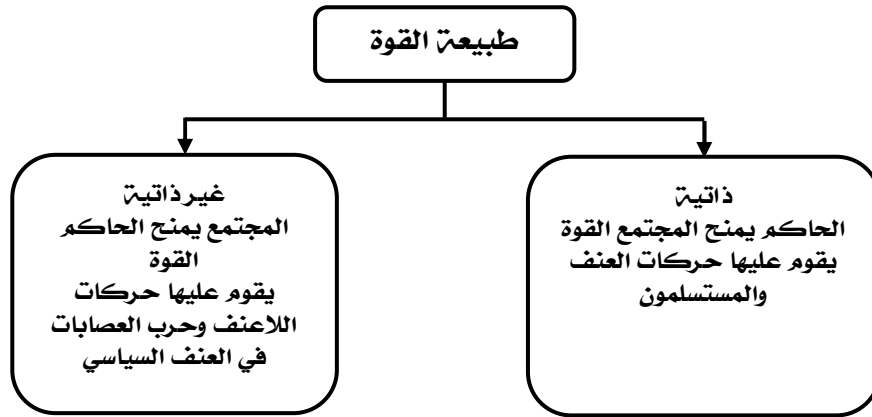 طبيعة القوة
ذاتية
الحاكم يمنح المجتمع القوة
يقوم عليها حركات العنف
والمستسلمون
غير ذاتية
المجتمع يمنح الحاكم
القوة
يقوم عليها حركات
اللاعنف وحرب العصابات
في العنف السياسي